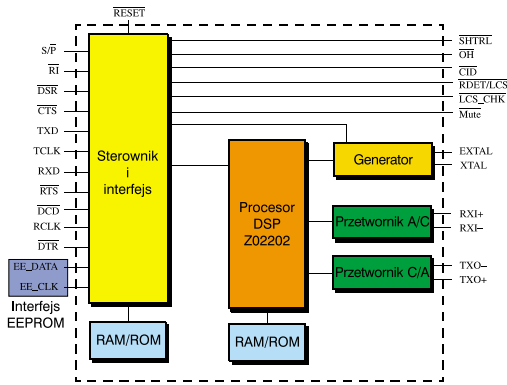 RESET
S/P
RI
DSR
CTS
TXD
TCLK
RXD
RTS
DCD
RCLK
DTR
EE_DATA
EE_CLK
Interfejs
EEPROM
Sterownik
i
interfejs
RAM/ROM
Procesor
DSP
Z02202
RAM/ROM
Generator
Przetwornik A/C
Przetwornik C/A
SHTRL
OH
CID
RDET/LCS
LCS_CHK
Mute
EXTAL
XTAL
RXI+
RXI-
TXO-
TXO+